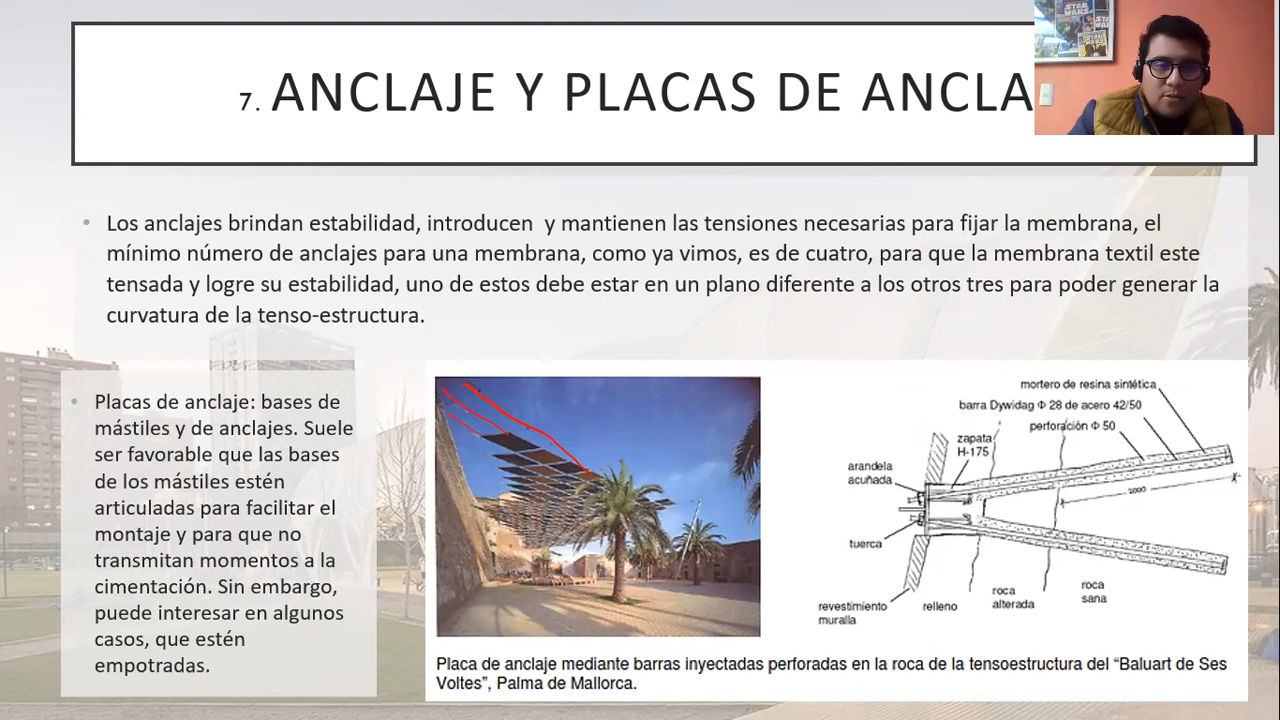 7. ANCLAJE Y PLACAS DE ANCLA
STAR
WARS
Los anclajes brindan estabilidad, introducen y mantienen las tensiones necesarias para fijar la membrana, el
mínimo número de anclajes para una membrana, como ya vimos, es de cuatro, para que la membrana textil este
tensada y logre su estabilidad, uno de estos debe estar en un plano diferente a los otros tres para poder generar la
curvatura de la tenso-estructura.
Placas de anclaje: bases de
mástiles y de anclajes. Suele
ser favorable que las bases
de los mástiles estén
articuladas para facilitar el
montaje y para que no
transmitan momentos a la
cimentación. Sin embargo,
puede interesar en algunos
casos, que estén
empotradas.
mortero de resina sintética
barra Dywidag Φ 28 de acero 42/50
perforación Φ 50
zapata
H-175
arandela
acuñada
2000
tuerca
roca
sana
roca
alterada
relleno
revestimiento
muralla
Placa de anclaje mediante barras inyectadas perforadas en la roca de la tensoestructura del “Baluart de Ses
Voltes”, Palma de Mallorca.